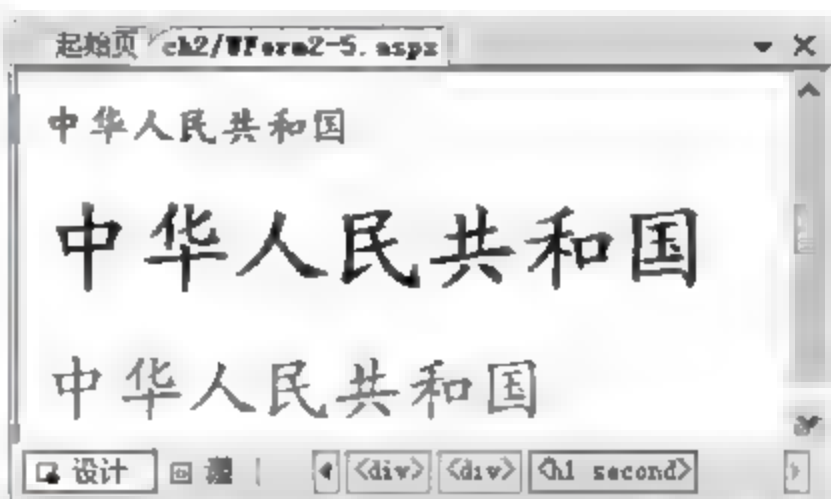 起始页 ch2/WForm2-5.aspx
中华人民共和国
中华人民共和国
中华人民共和国
设计 <div> <div> <h1 second>